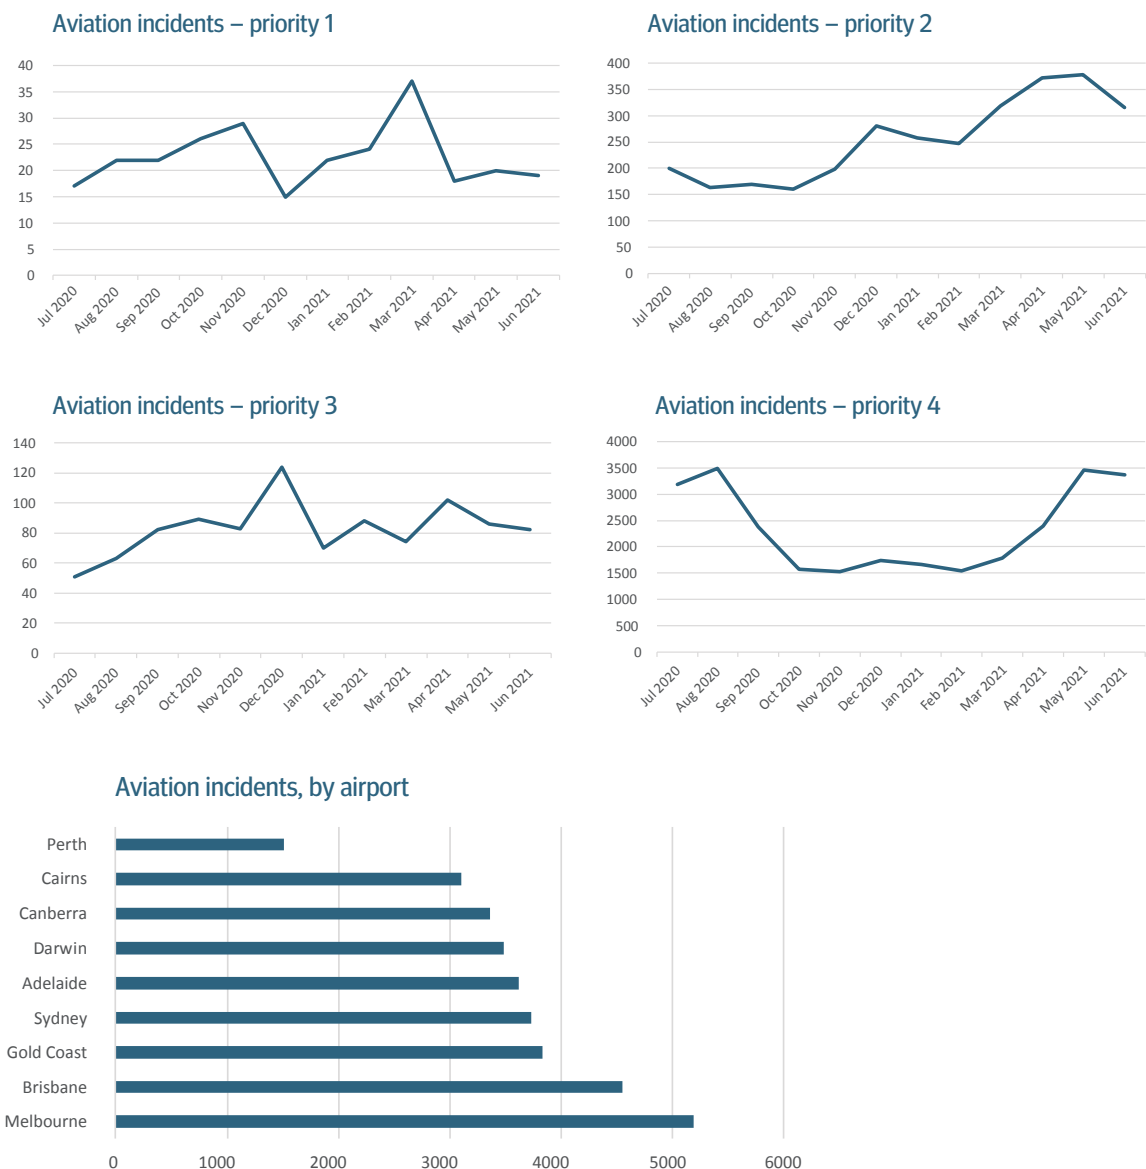 Aviation incidents – priority 1
40
35
30
25
20
15
10
5
0
Jul 2020
Aug 2020
Sep 2020
Oct 2020
Nov 2020
Dec 2020
Jan 2021
Feb 2021
Mar 2021
Apr 2021
May 2021
Jun 2021
Aviation incidents – priority 2
400
350
300
250
200
150
100
50
0
Jul 2020
Aug 2020
Sep 2020
Oct 2020
Nov 2020
Dec 2020
Jan 2021
Feb 2021
Mar 2021
Apr 2021
May 2021
Jun 2021
Aviation incidents – priority 3
140
120
100
80
60
40
20
0
Jul 2020
Aug 2020
Sep 2020
Oct 2020
Nov 2020
Dec 2020
Jan 2021
Feb 2021
Mar 2021
Apr 2021
May 2021
Jun 2021
Aviation incidents – priority 4
4000
3500
3000
2500
2000
1500
1000
500
0
Jul 2020
Aug 2020
Sep 2020
Oct 2020
Nov 2020
Dec 2020
Jan 2021
Feb 2021
Mar 2021
Apr 2021
May 2021
Jun 2021
Aviation incidents, by airport
Perth
Cairns
Canberra
Darwin
Adelaide
Sydney
Gold Coast
Brisbane
Melbourne
0 1000 2000 3000 4000 5000 6000